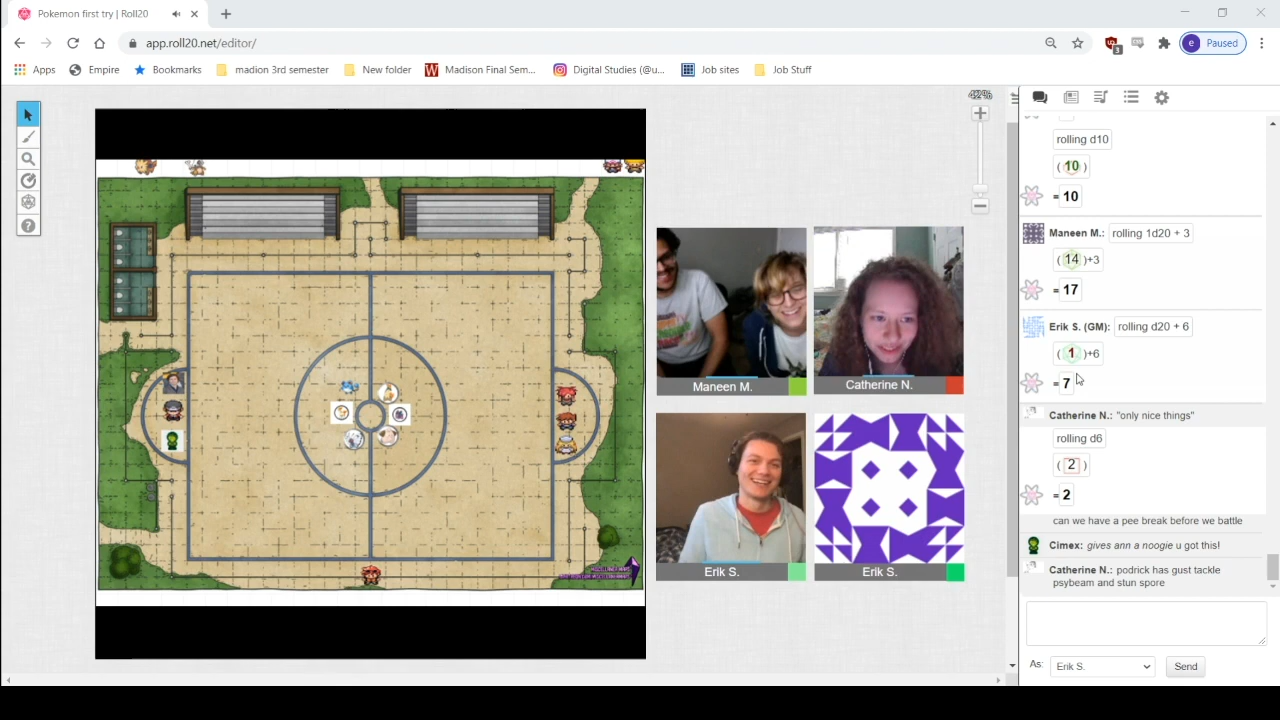 Pokemon first try | Roll20
app.roll20.net/editor/
3
e Paused
Apps Empire Bookmarks madion 3rd semester New folder Madison Final Sem... Digital Studies (@u... Job sites Job Stuff
42%
rolling d10
( 10 )
= 10
Maneen M.: rolling 1d20 + 3
( 14 )+3
= 17
Erik S. (GM): rolling d20 + 6
( 1 )+6
= 7
Catherine N.: "only nice things"
rolling d6
( 2 )
= 2
can we have a pee break before we battle
Cimex: gives ann a noogie u got this!
Catherine N.: podrick has gust tackle
psybeam and stun spore
As: Erik S. Send
Maneen M.
Catherine N.
Erik S.
Erik S.